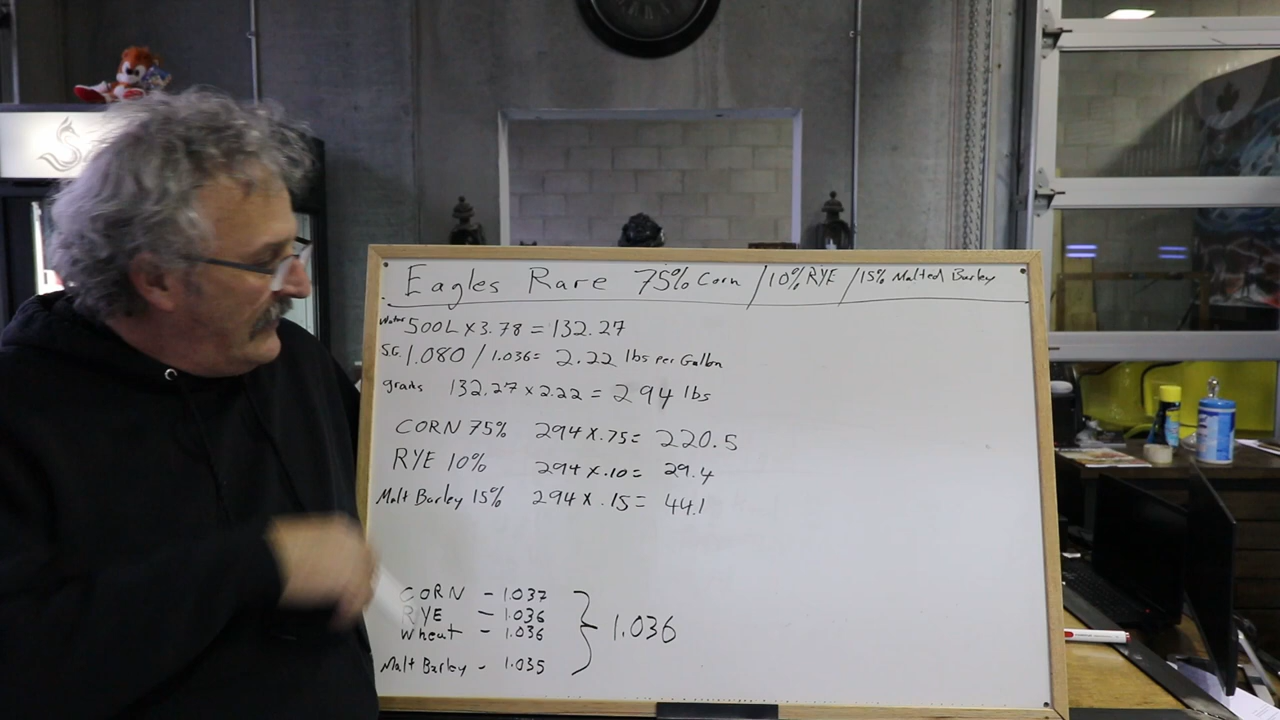 Eagles Rare 75% Corn /10% RYE /15% Malted Barley
Water 500L x 3.78 = 132.27
S.G. 1.080 / 1.036 = 2.22 lbs per Gallon
grains 132.27 x 2.22 = 294 lbs
CORN 75% 294 x .75 = 220.5
RYE 10% 294 x .10 = 29.4
Malt Barley 15% 294 x .15 = 44.1
CORN - 1.037
RYE - 1.036
Wheat - 1.036
Malt Barley - 1.035
1.036